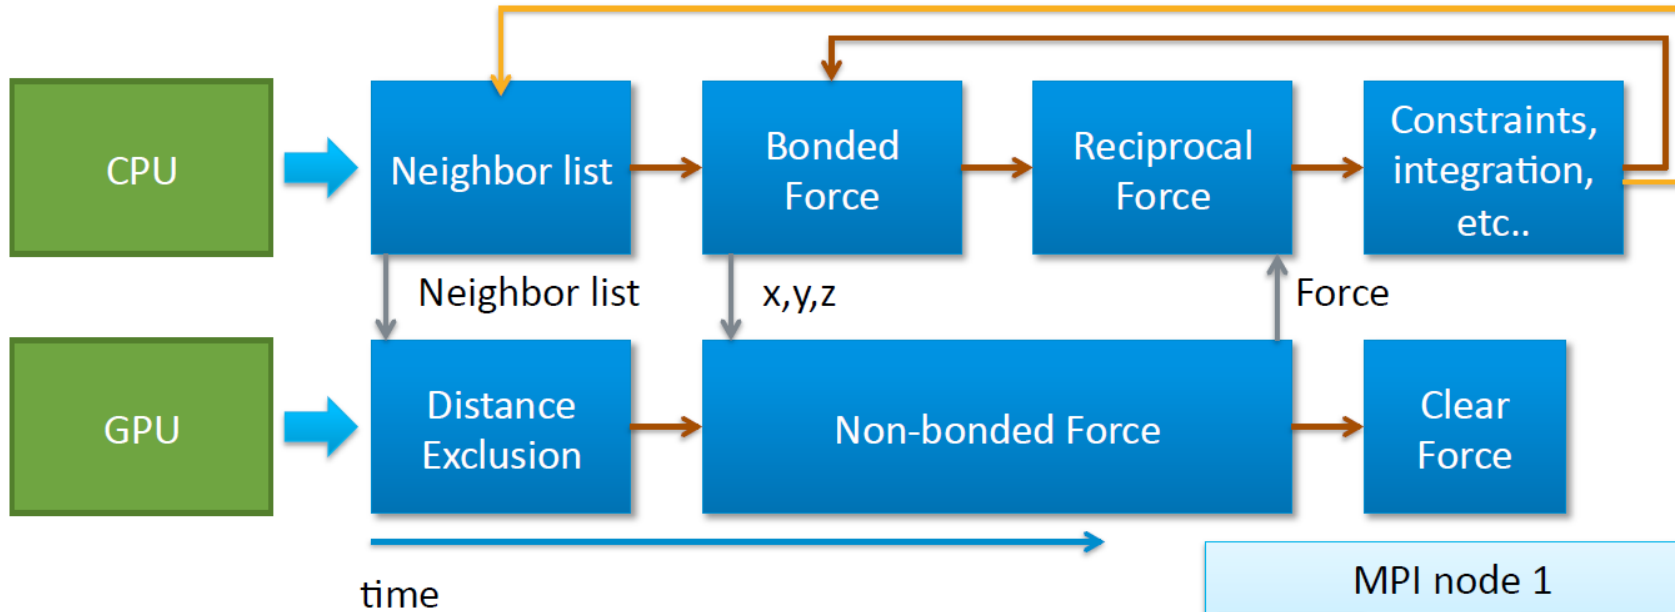 CPU
Neighbor list
Bonded
Force
Reciprocal
Force
Constraints,
integration,
etc..
Neighbor list
x,y,z
Force
GPU
Distance
Exclusion
Non-bonded Force
Clear
Force
time
MPI node 1